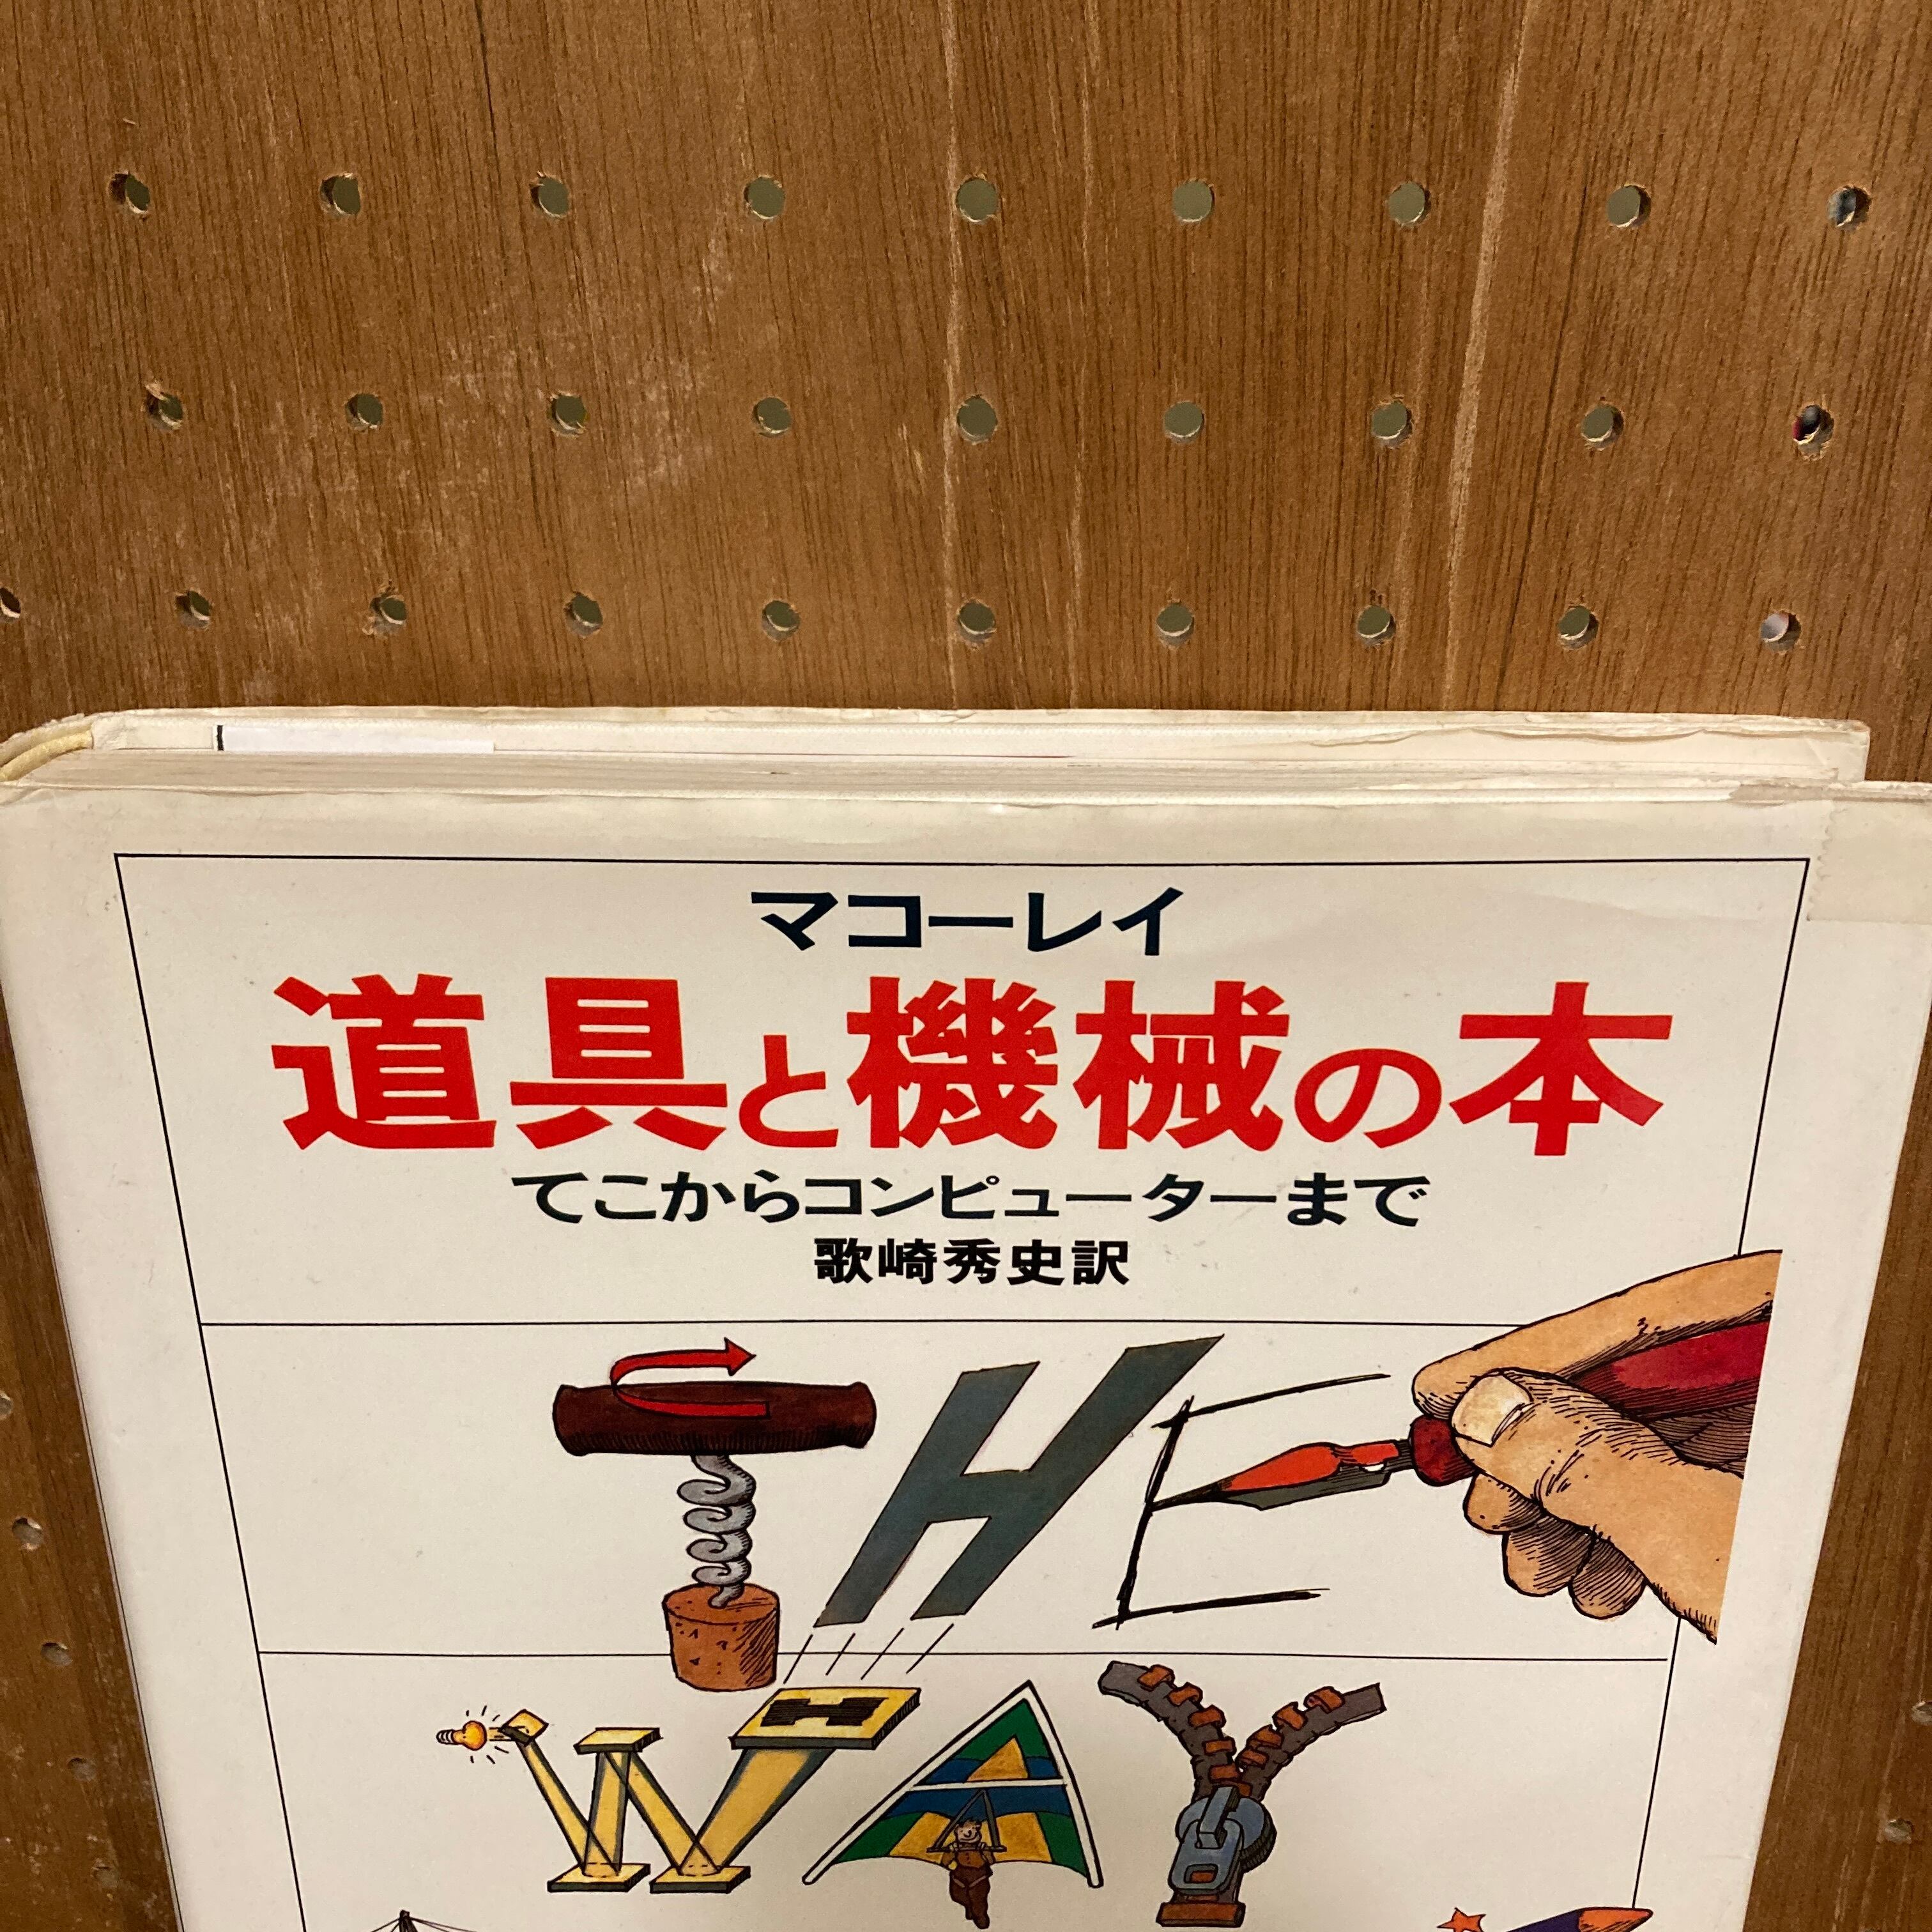 マコーレイ
道具と機械の本
てこからコンピューターまで
歌崎秀史訳
THE
WAY